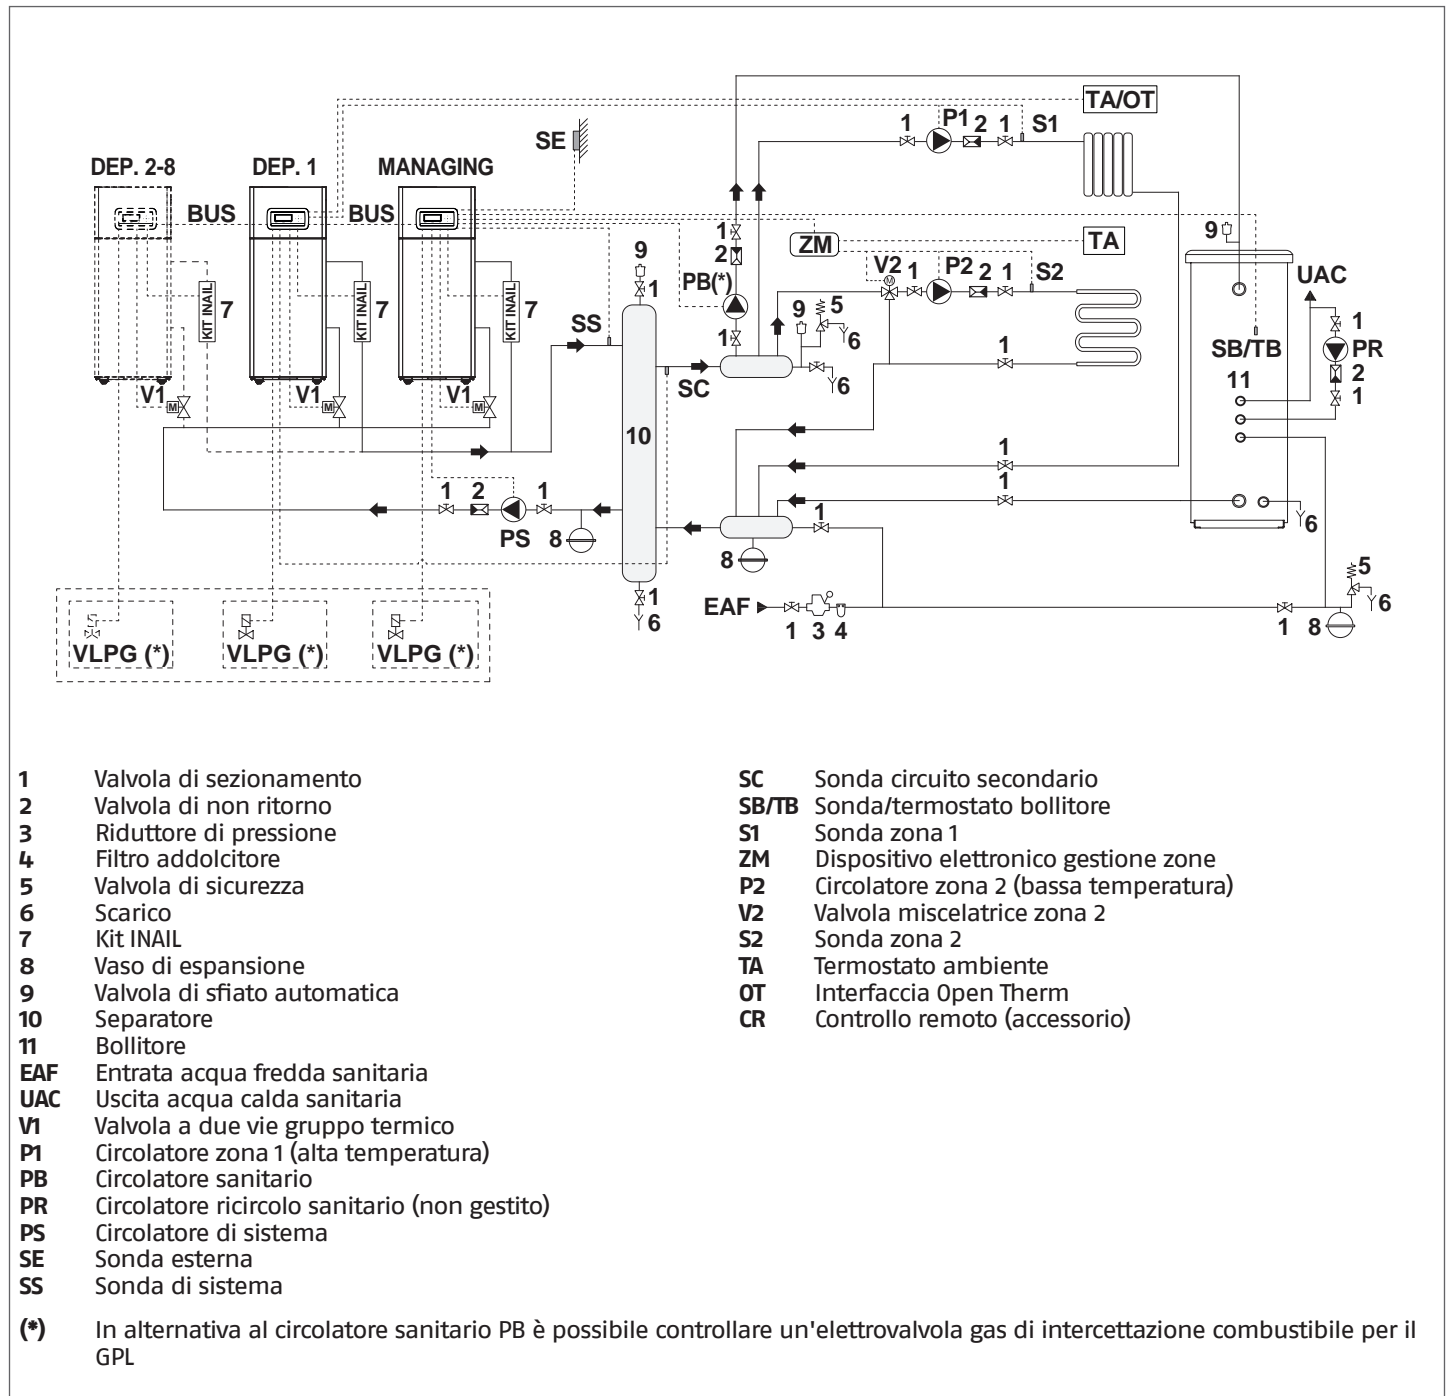 TA/OT
1
P1
2
1
S1
SE
DEP. 2-8
DEP. 1
MANAGING
BUS
BUS
1
2
9
TA
ZM
9
V2
1
P2
2
1
S2
UAC
PB(*)
1
KIT INAIL
7
KIT INAIL
7
KIT INAIL
7
SS
1
9
5
6
1
1
PR
SB/TB
2
11
1
SC
6
V1
M
V1
M
V1
M
M
10
1
1
1
2
1
1
6
PS
8
8
5
EAF
1
3
4
1
6
1
8
6
VLPG (*)
VLPG (*)
VLPG (*)
1 Valvola di sezionamento
2 Valvola di non ritorno
3 Riduttore di pressione
4 Filtro addolcitore
5 Valvola di sicurezza
6 Scarico
7 Kit INAIL
8 Vaso di espansione
9 Valvola di sfiato automatica
10 Separatore
11 Bollitore
EAF Entrata acqua fredda sanitaria
UAC Uscita acqua calda sanitaria
V1 Valvola a due vie gruppo termico
P1 Circolatore zona 1 (alta temperatura)
PB Circolatore sanitario
PR Circolatore ricircolo sanitario (non gestito)
PS Circolatore di sistema
SE Sonda esterna
SS Sonda di sistema
SC Sonda circuito secondario
SB/TB Sonda/termostato bollitore
S1 Sonda zona 1
ZM Dispositivo elettronico gestione zone
P2 Circolatore zona 2 (bassa temperatura)
V2 Valvola miscelatrice zona 2
S2 Sonda zona 2
TA Termostato ambiente
OT Interfaccia Open Therm
CR Controllo remoto (accessorio)
(*) In alternativa al circolatore sanitario PB è possibile controllare un'elettrovalvola gas di intercettazione combustibile per il
GPL